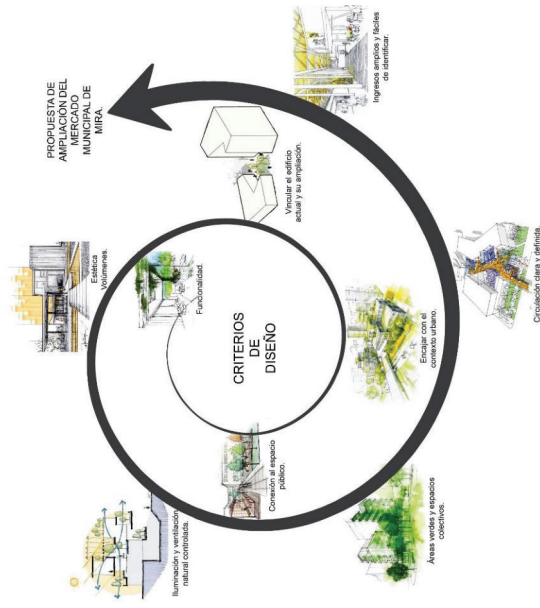 PROPUESTA DE
AMPLIACIÓN DEL
MERCADO
MUNICIPAL DE
MIRA.
Ingresos amplios y fáciles
de identificar.
Vincular el edificio
actual y su ampliación.
Estética
Volúmenes.
Funcionalidad.
CRITERIOS
DE
DISEÑO
Encajar con el
contexto urbano.
Circulación clara y definida.
Conexión al espacio
público.
Iluminación y ventilación
natural controlada.
Áreas verdes y espacios
colectivos.